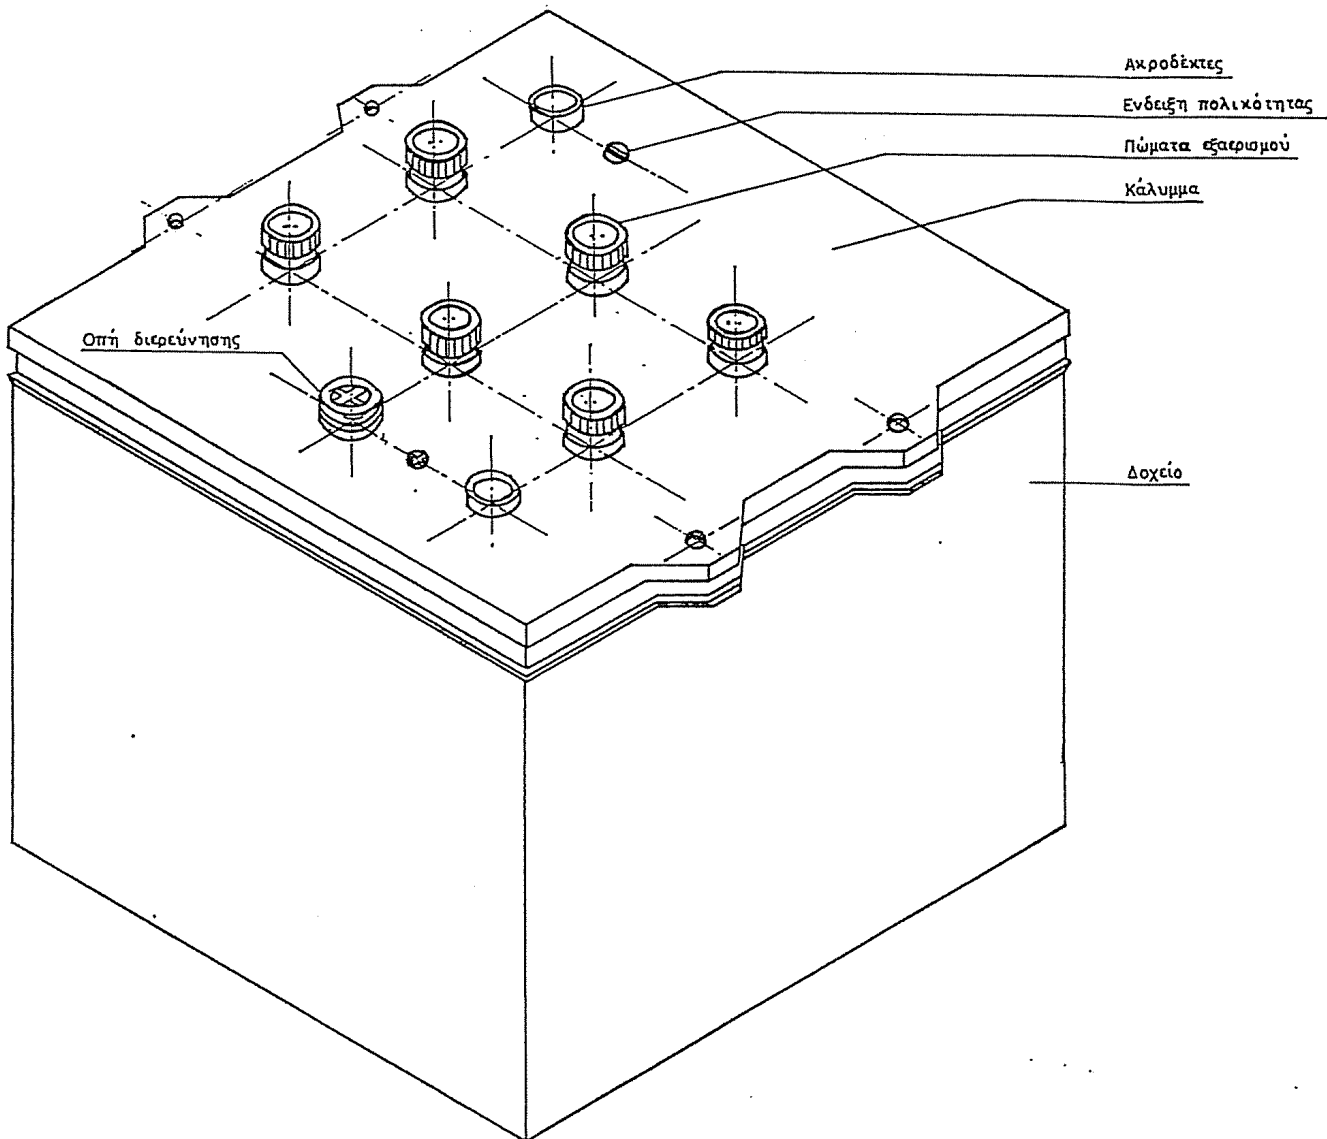 Ακροδέκτες
Ενδειξη πολικότητας
Πώματα εξαερισμού
Κάλυμμα
Οπή διερεύνησης
Δοχείο